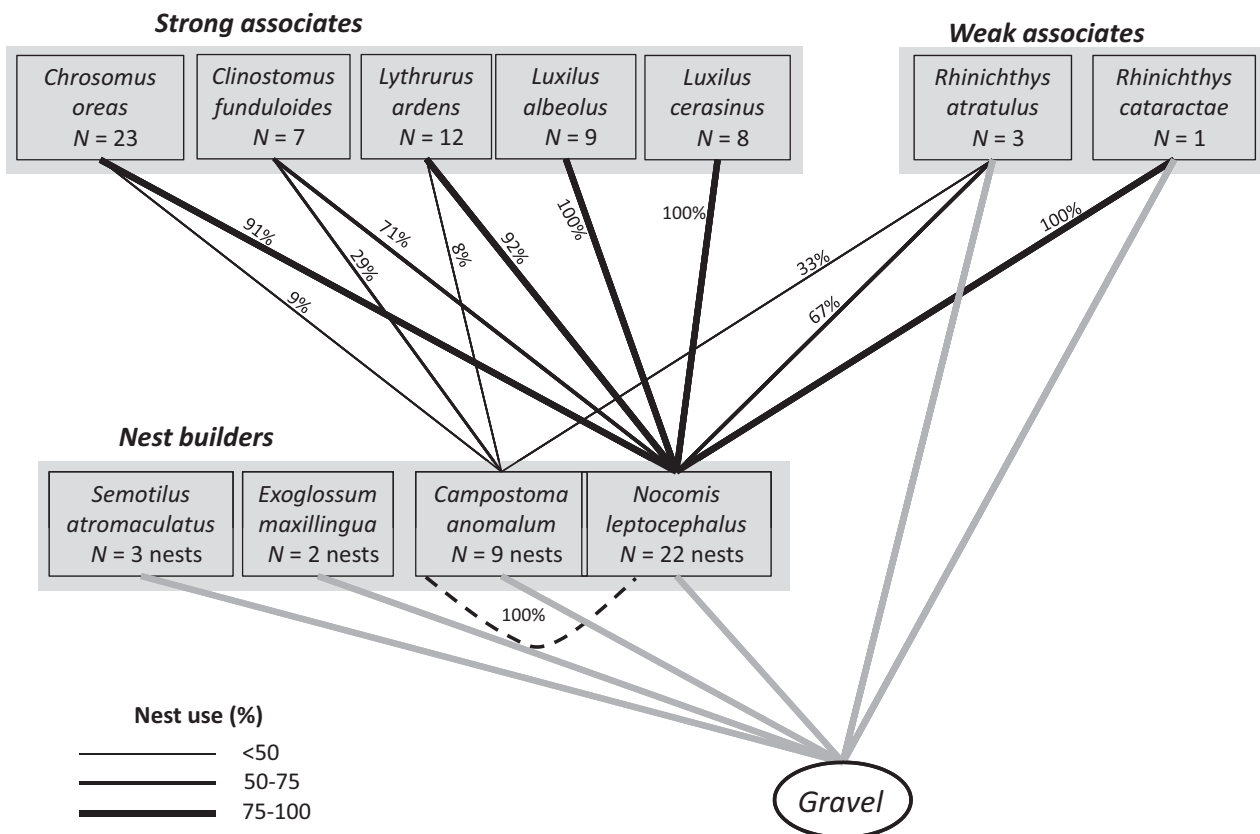 Strong associates
Weak associates
Chrosomus
oreas
N = 23
Clinostomus
funduloides
N = 7
Lythrurus
ardens
N = 12
Luxilus
albeolus
N = 9
Luxilus
cerasinus
N = 8
Rhinichthys
atratulus
N = 3
Rhinichthys
cataractae
N = 1
91%
9%
29%
71%
8%
92%
100%
100%
33%
67%
100%
Nest builders
Semotilus
atromaculatus
N = 3 nests
Exoglossum
maxillingua
N = 2 nests
Campostoma
anomalum
N = 9 nests
Nocomis
leptocephalus
N = 22 nests
100%
Nest use (%)
<50
50-75
75-100
Gravel